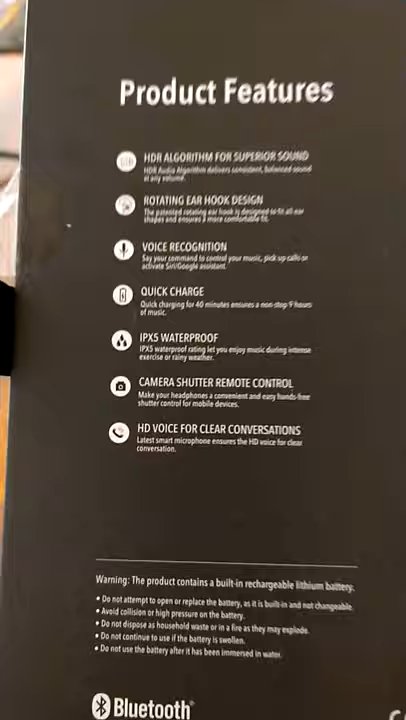 Product Features
HDR ALGORITHM FOR SUPERIOR SOUND
HDR Audio Algorithm delivers consistent, balanced sound
at any volume.
ROTATING EAR HOOK DESIGN
The patented rotating ear hook is designed to fit all ear
shapes and ensures a more comfortable fit.
VOICE RECOGNITION
Say your command to control your music, pick up calls or
activate Siri/Google assistant.
QUICK CHARGE
Quick charging for 40 minutes ensures a non-stop 9 hours
of music.
IPX5 WATERPROOF
IPX5 waterproof rating let you enjoy music during intense
exercise or rainy weather.
CAMERA SHUTTER REMOTE CONTROL
Make your headphones a convenient and easy hands-free
shutter control for mobile devices.
HD VOICE FOR CLEAR CONVERSATIONS
Latest smart microphone ensures the HD voice for clear
conversation.
Warning: The product contains a built-in rechargeable lithium battery.
• Do not attempt to open or replace the battery, as it is built-in and not changeable.
• Avoid collision or high pressure on the battery.
• Do not dispose as household waste or in a fire as they may explode.
• Do not continue to use if the battery is swollen.
• Do not use the battery after it has been immersed in water.
Bluetooth®